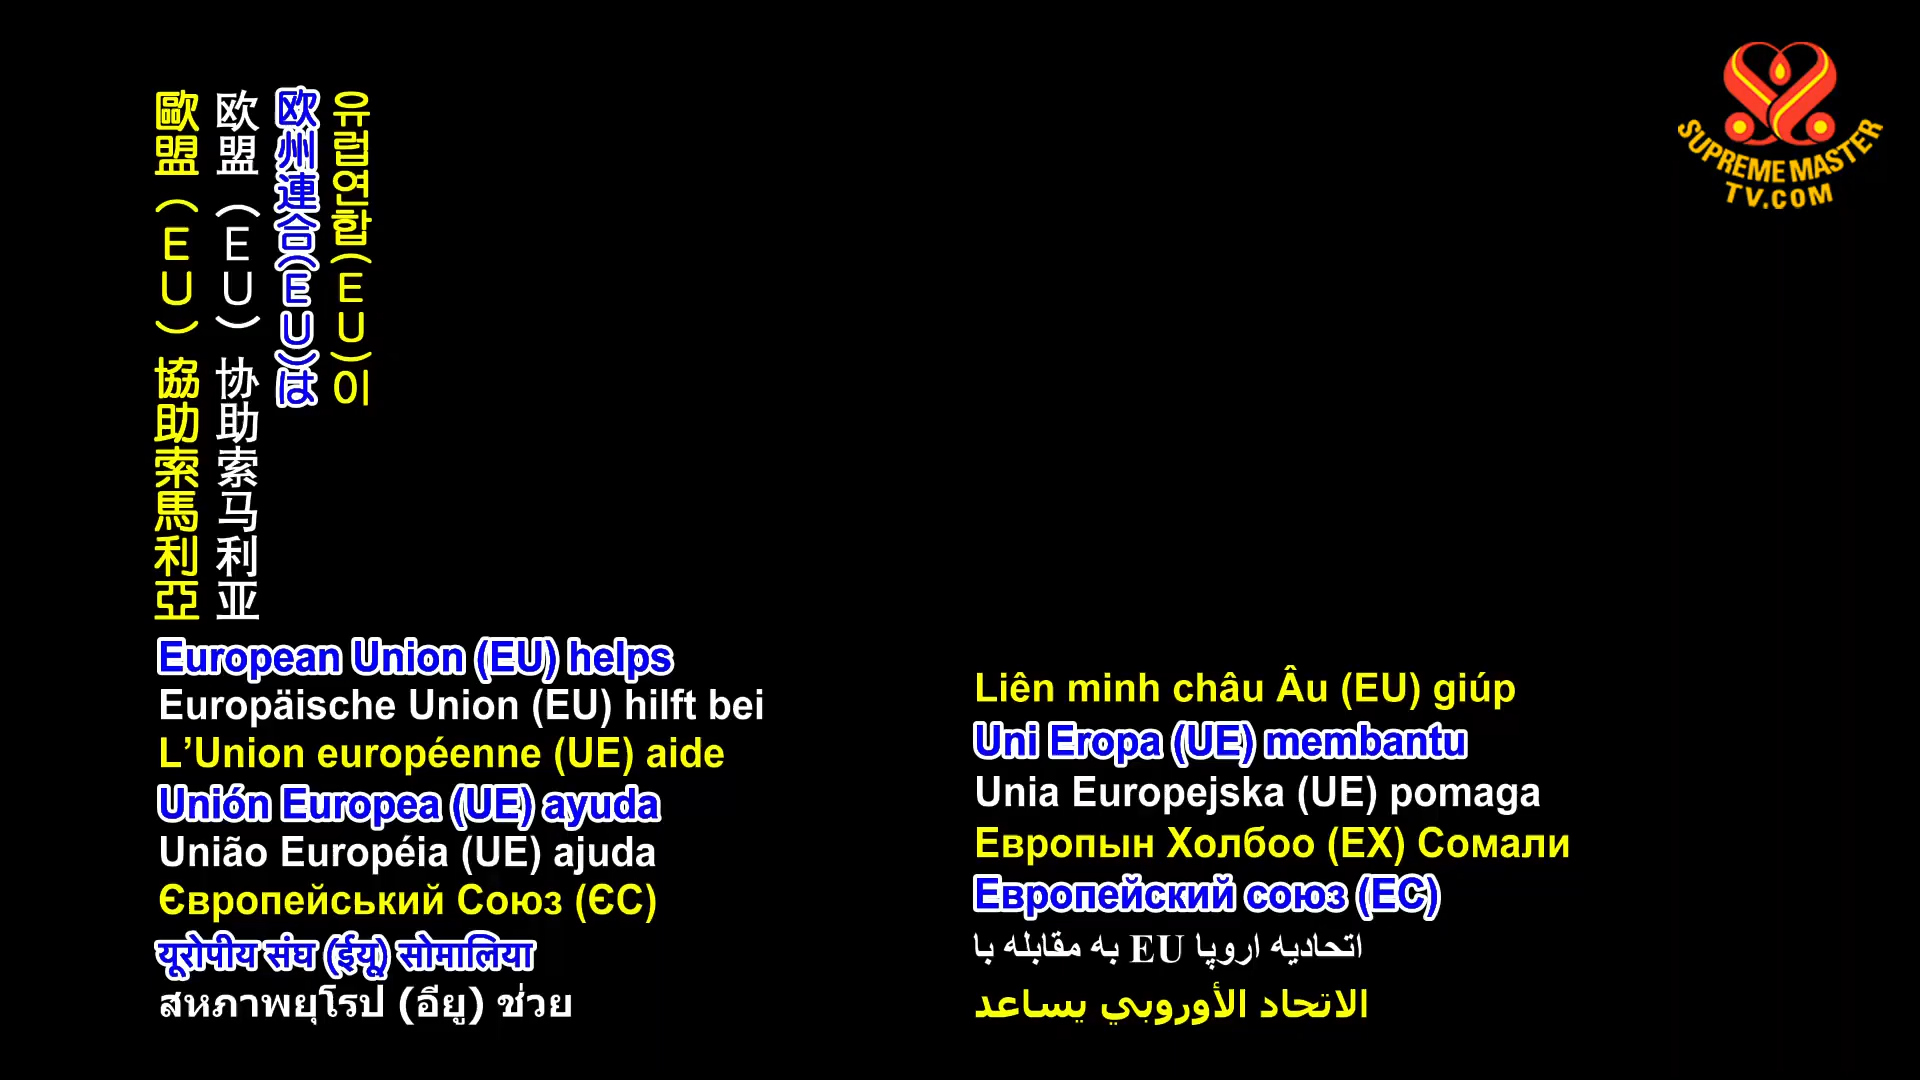 歐盟（EU）協助索馬利亞
欧盟（EU）协助索马利亚
欧州連合(EU)は
유럽연합(EU)이
European Union (EU) helps
Europäische Union (EU) hilft bei
L’Union européenne (UE) aide
Unión Europea (UE) ayuda
União Européia (UE) ajuda
Європейський Союз (ЄС)
यूरोपीय संघ (ईयू) सोमालिया
สหภาพยุโรป (อียู) ช่วย
Liên minh châu Âu (EU) giúp
Uni Eropa (UE) membantu
Unia Europejska (UE) pomaga
Европын Холбоо (ЕХ) Сомали
Европейский союз (ЕС)
اتحادیه اروپا EU به مقابله با
الاتحاد الأوروبي يساعد
SUPREME MASTER
TV.COM